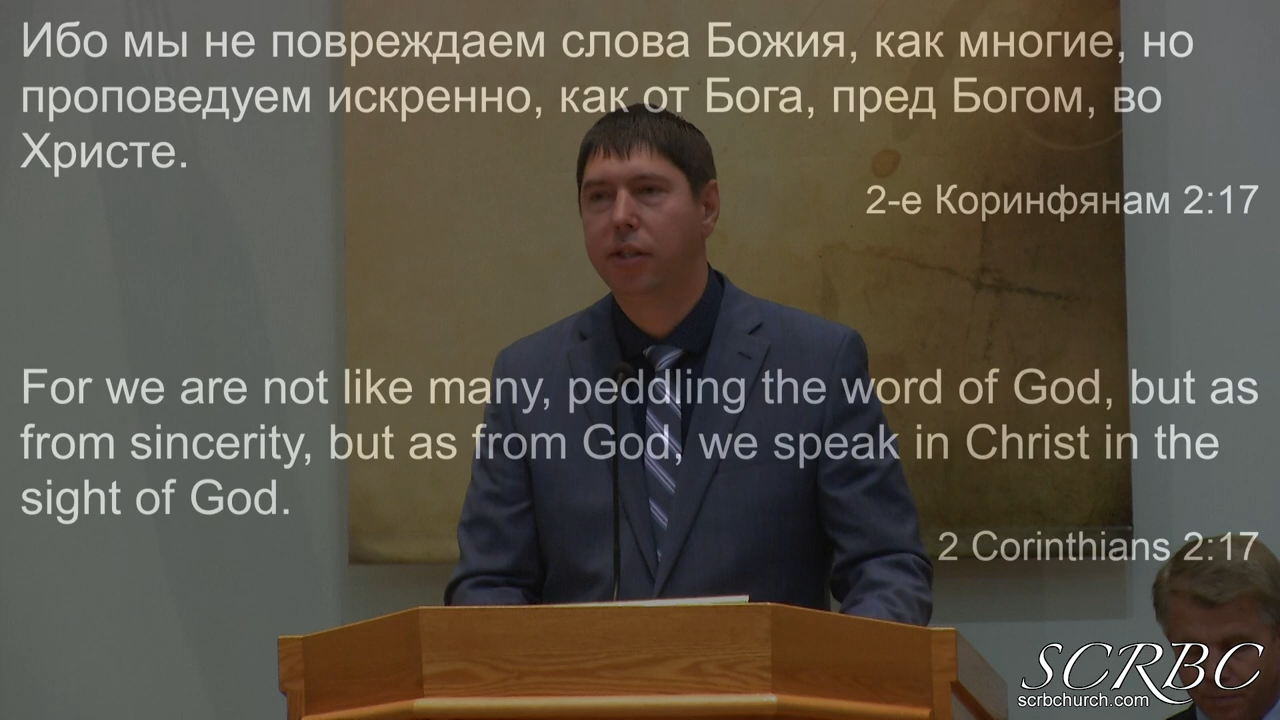 Ибо мы не повреждаем слова Божия, как многие, но
проповедуем искренно, как от Бога, пред Богом, во
Христе.
2-е Коринфянам 2:17
For we are not like many, peddling the word of God, but as
from sincerity, but as from God, we speak in Christ in the
sight of God.
2 Corinthians 2:17
SCRBC
scrbchurch.com